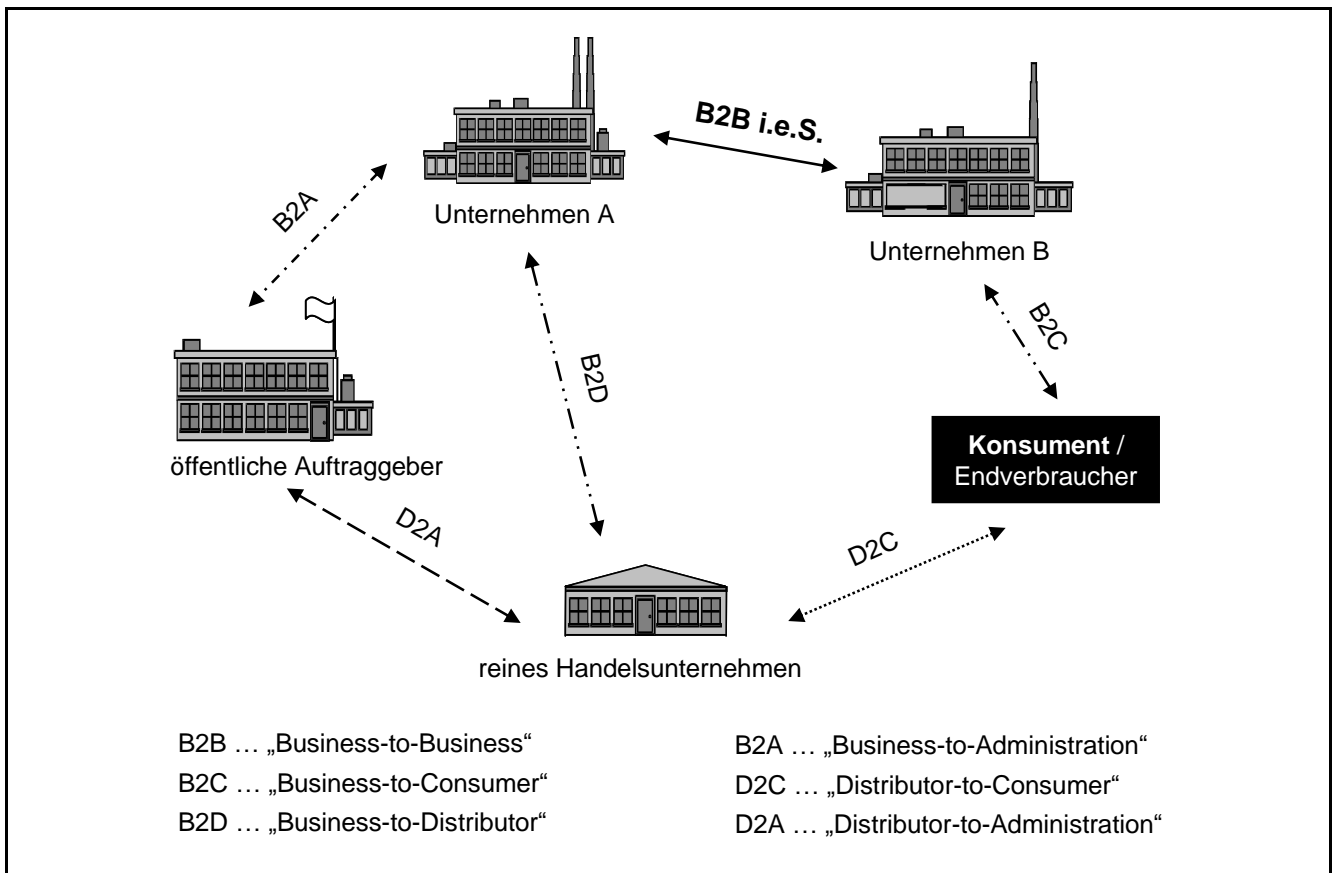 B2B i.e.S.
B2A
Unternehmen A
Unternehmen B
B2C
B2D
öffentliche Auftraggeber
Konsument /
Endverbraucher
D2A
D2C
reines Handelsunternehmen
B2B … „Business-to-Business“
B2C … „Business-to-Consumer“
B2D … „Business-to-Distributor“
B2A … „Business-to-Administration“
D2C … „Distributor-to-Consumer“
D2A … „Distributor-to-Administration“